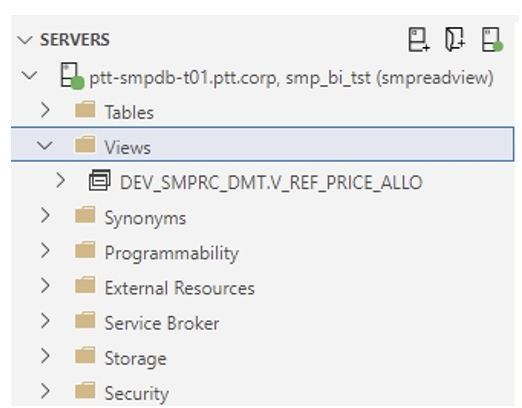 SERVERS
ptt-smpdb-t01.ptt.corp, smp_bi_tst (smpreadview)
Tables
Views
DEV_SMPRC_DMT.V_REF_PRICE_ALLO
Synonyms
Programmability
External Resources
Service Broker
Storage
Security